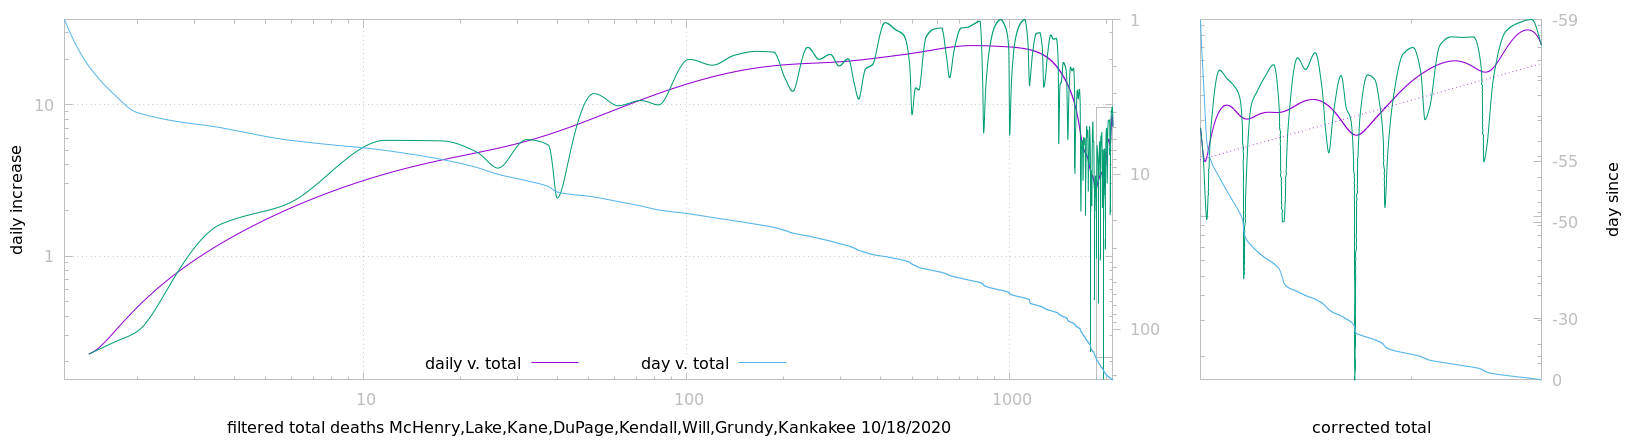 daily increase
10
1
daily v. total
day v. total
10
100
1000
1
10
100
filtered total deaths McHenry,Lake,Kane,DuPage,Kendall,Will,Grundy,Kankakee 10/18/2020
-59
-55
-50
-30
0
day since
corrected total